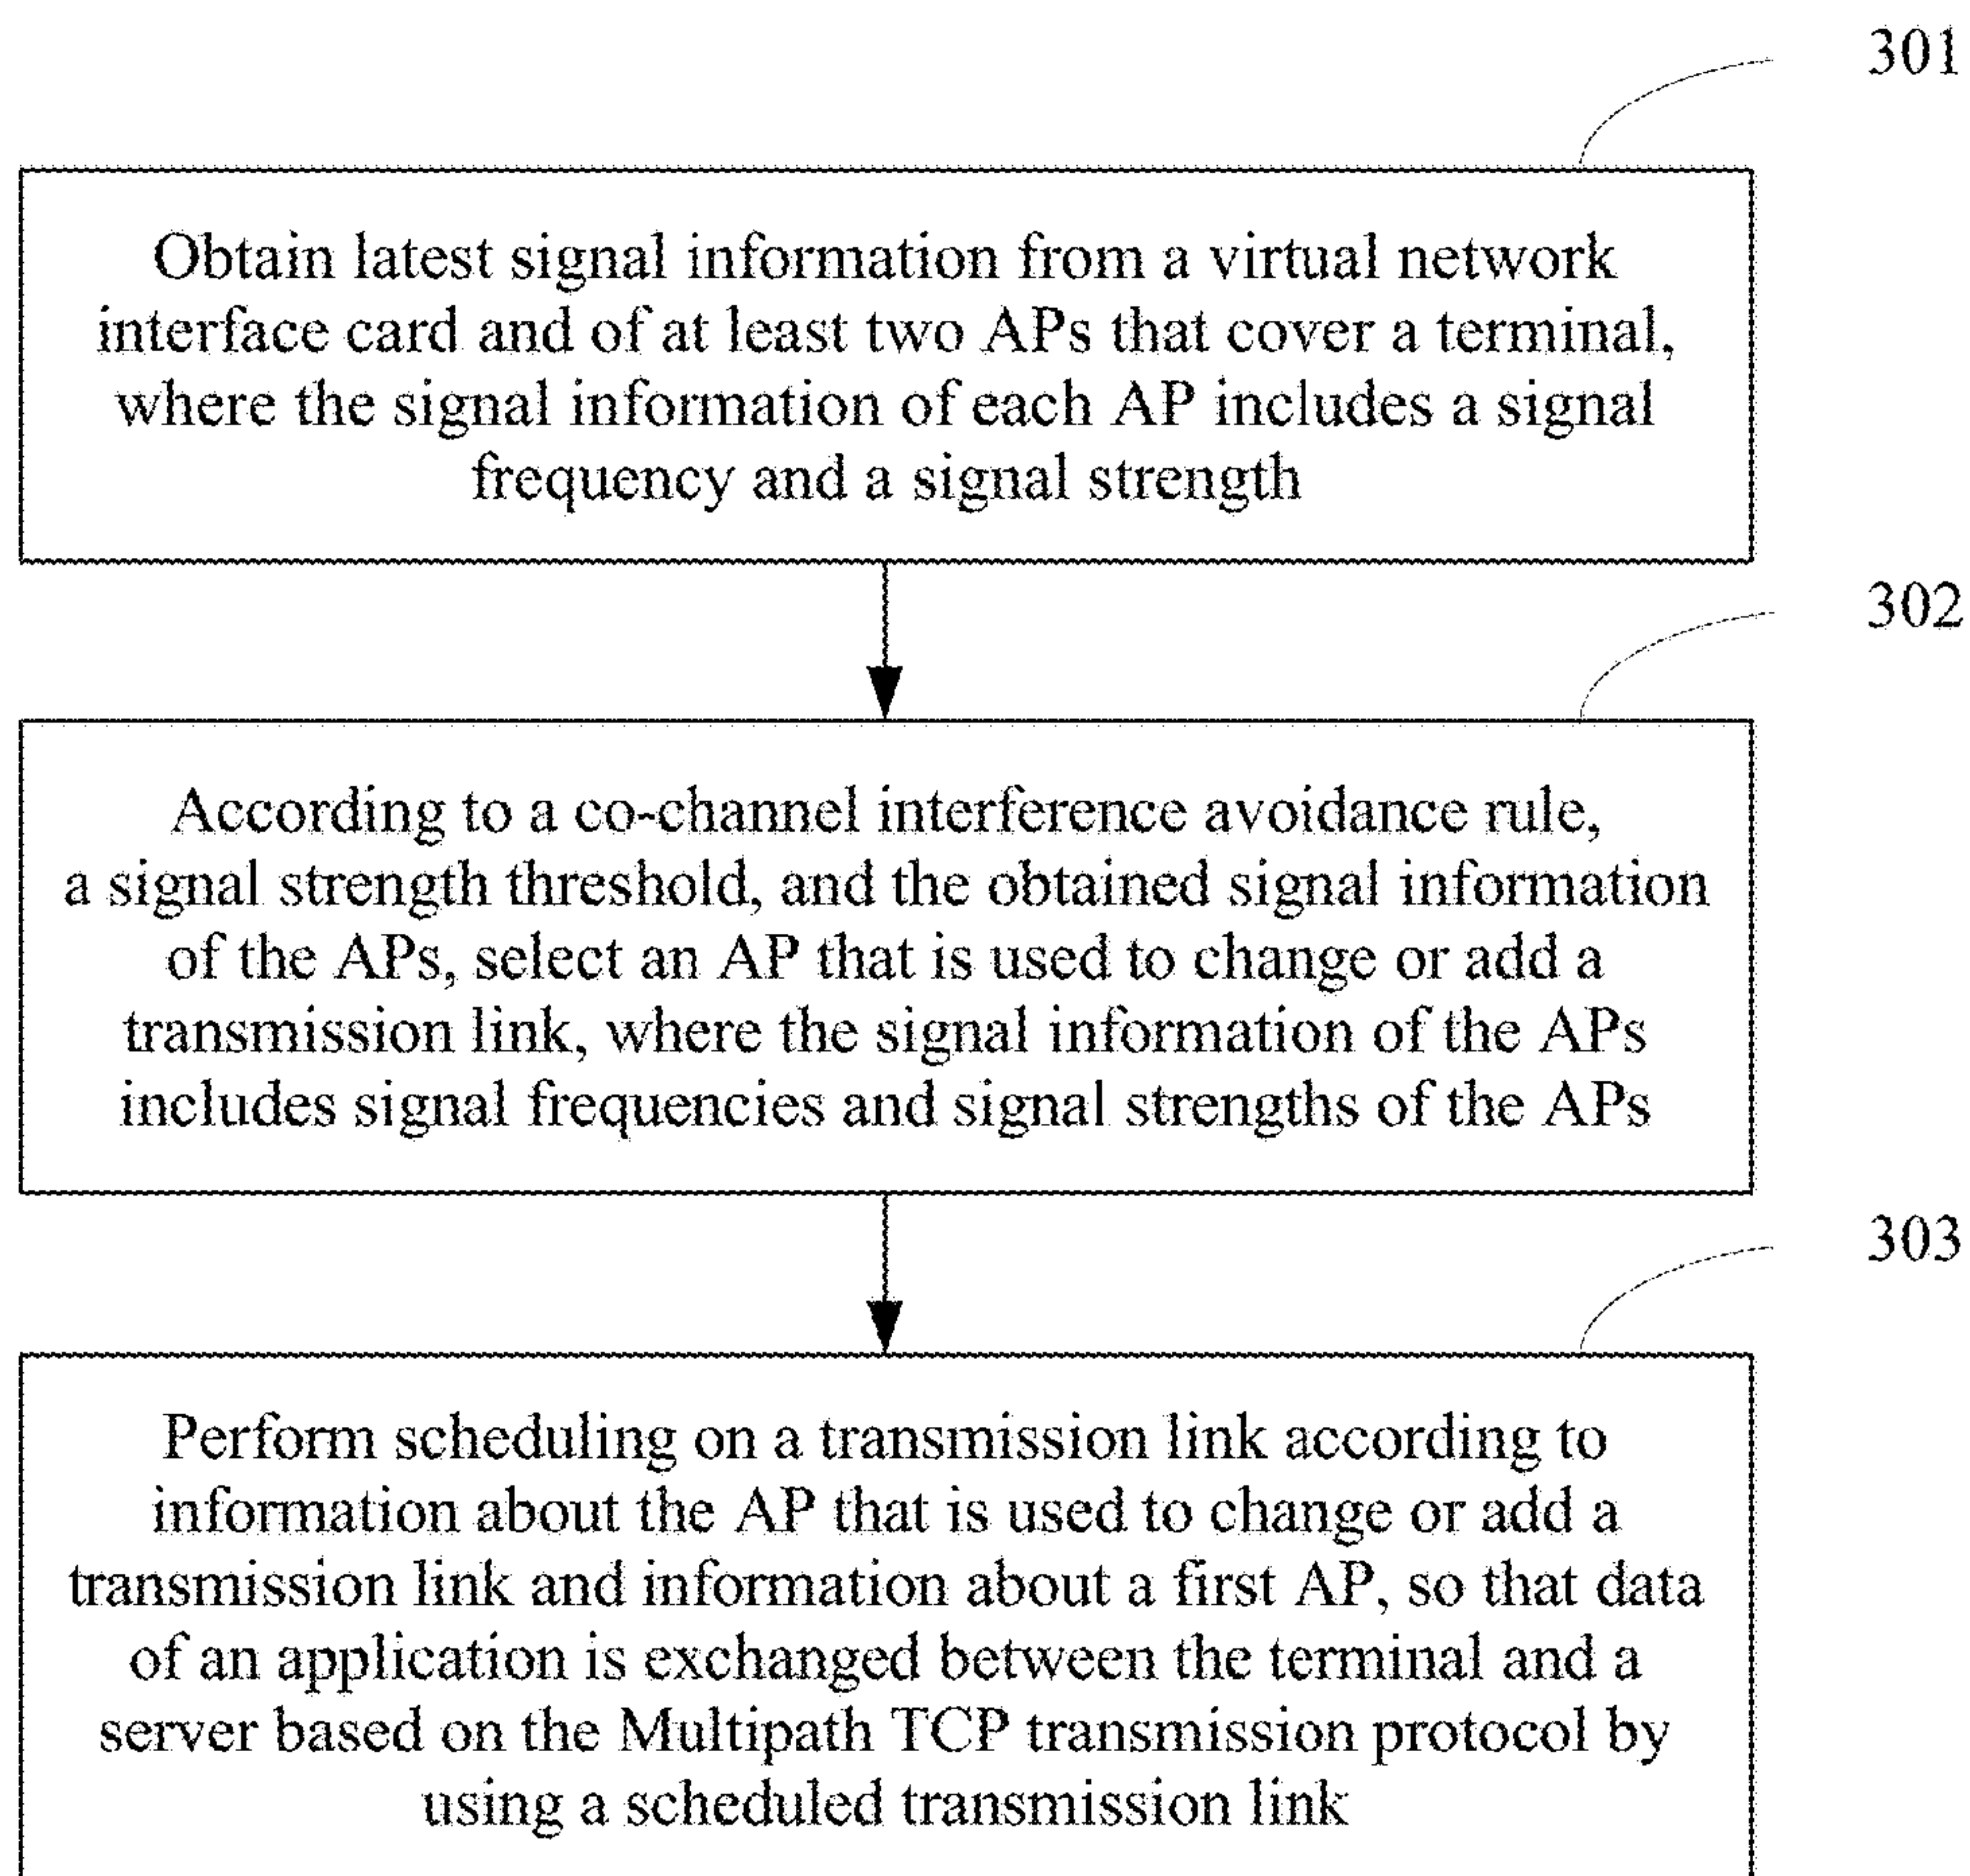 301
Obtain latest signal information from a virtual network
interface card and of at least two APs that cover a terminal,
where the signal information of each AP includes a signal
frequency and a signal strength
302
According to a co-channel interference avoidance rule,
a signal strength threshold, and the obtained signal information
of the APs, select an AP that is used to change or add a
transmission link, where the signal information of the APs
includes signal frequencies and signal strengths of the APs
303
Perform scheduling on a transmission link according to
information about the AP that is used to change or add a
transmission link and information about a first AP, so that data
of an application is exchanged between the terminal and a
server based on the Multipath TCP transmission protocol by
using a scheduled transmission link